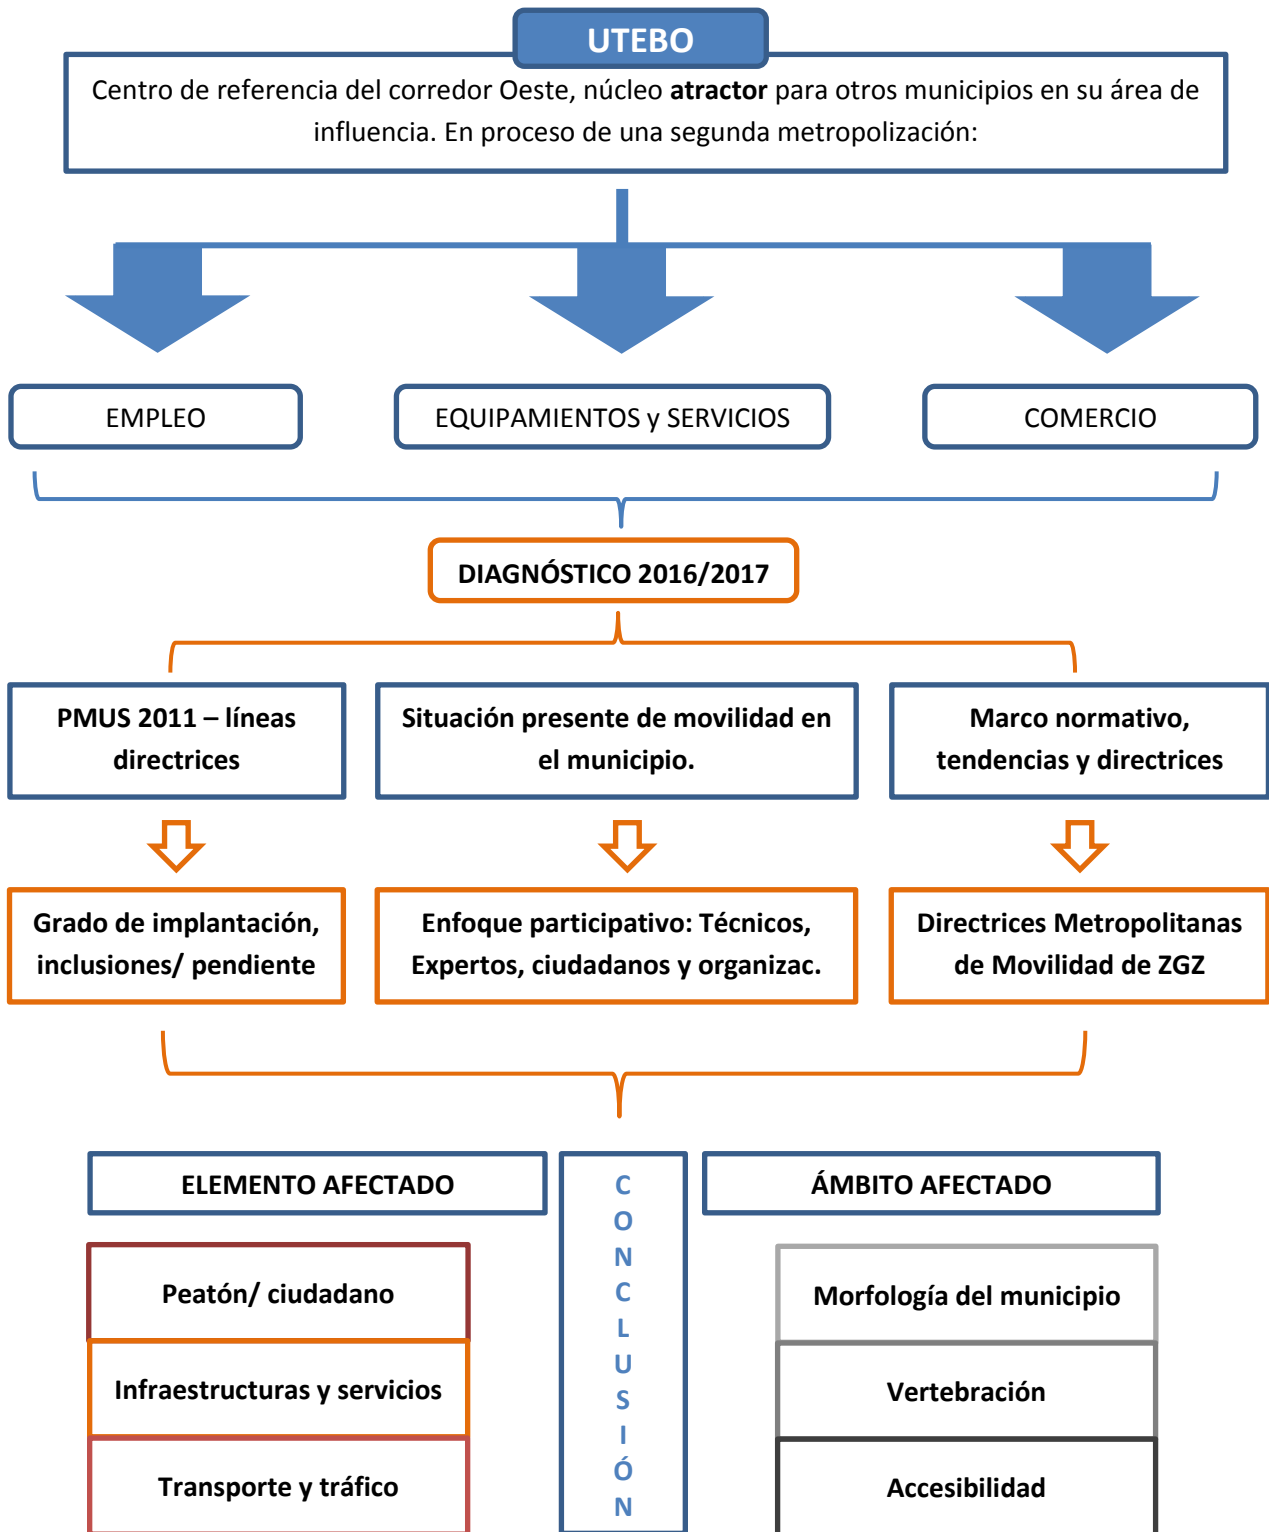 UTEBO
Centro de referencia del corredor Oeste, núcleo atractor para otros municipios en su área de
influencia. En proceso de una segunda metropolización:
EMPLEO
EQUIPAMIENTOS y SERVICIOS
COMERCIO
DIAGNÓSTICO 2016/2017
PMUS 2011 – líneas
directrices
Situación presente de movilidad en
el municipio.
Marco normativo,
tendencias y directrices
Grado de implantación,
inclusiones/ pendiente
Enfoque participativo: Técnicos,
Expertos, ciudadanos y organizac.
Directrices Metropolitanas
de Movilidad de ZGZ
ELEMENTO AFECTADO
Peatón/ ciudadano
Infraestructuras y servicios
Transporte y tráfico
C
O
N
C
L
U
S
I
Ó
N
ÁMBITO AFECTADO
Morfología del municipio
Vertebración
Accesibilidad